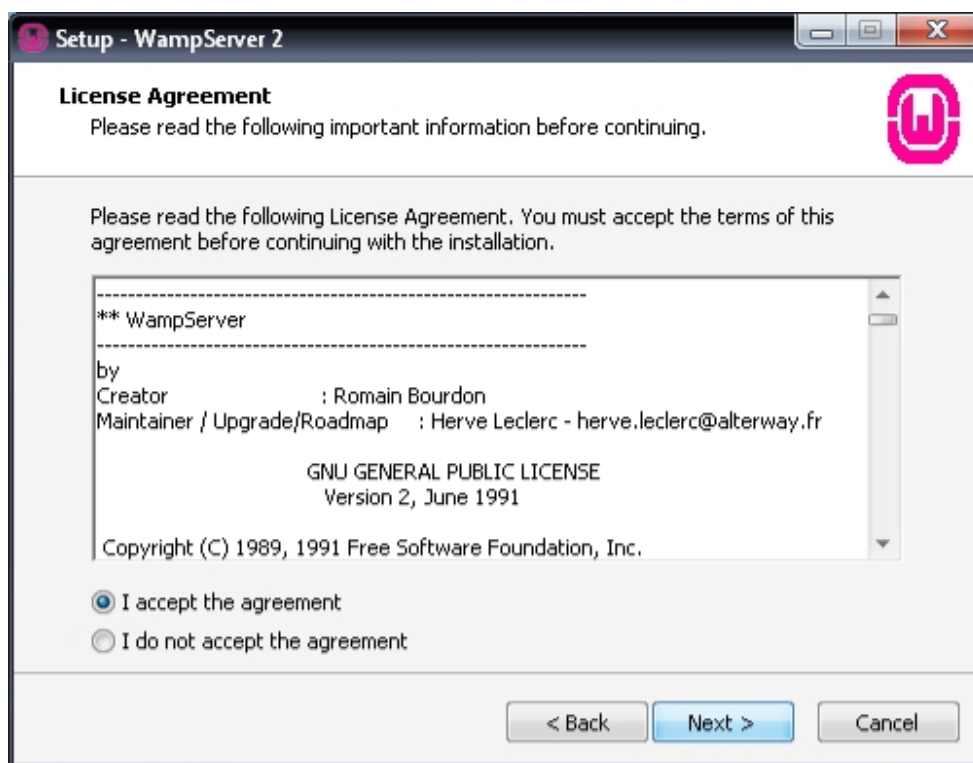 Setup - WampServer 2
License Agreement
Please read the following important information before continuing.
Please read the following License Agreement. You must accept the terms of this
agreement before continuing with the installation.
---------------------------------------------------------------
** WampServer
---------------------------------------------------------------
by
Creator : Romain Bourdon
Maintainer / Upgrade/Roadmap : Herve Leclerc - herve.leclerc@alterway.fr
GNU GENERAL PUBLIC LICENSE
Version 2, June 1991
Copyright (C) 1989, 1991 Free Software Foundation, Inc.
I accept the agreement
I do not accept the agreement
< Back Next > Cancel